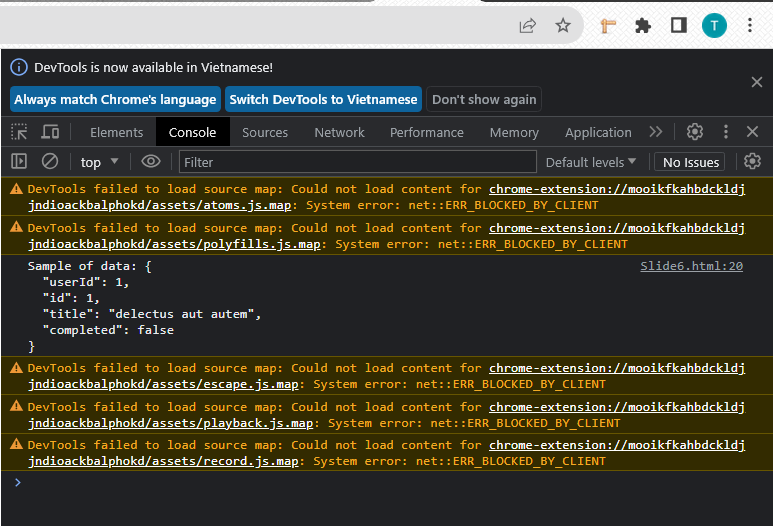 T
DevTools is now available in Vietnamese!
Always match Chrome's language Switch DevTools to Vietnamese Don't show again
Elements Console Sources Network Performance Memory Application
top Filter Default levels No Issues
DevTools failed to load source map: Could not load content for chrome-extension://mooikfkahbdckldj
jndioackbalphokd/assets/atoms.js.map: System error: net::ERR_BLOCKED_BY_CLIENT
DevTools failed to load source map: Could not load content for chrome-extension://mooikfkahbdckldj
jndioackbalphokd/assets/polyfills.js.map: System error: net::ERR_BLOCKED_BY_CLIENT
Sample of data: { Slide6.html:20
"userId": 1,
"id": 1,
"title": "delectus aut autem",
"completed": false
}
DevTools failed to load source map: Could not load content for chrome-extension://mooikfkahbdckldj
jndioackbalphokd/assets/escape.js.map: System error: net::ERR_BLOCKED_BY_CLIENT
DevTools failed to load source map: Could not load content for chrome-extension://mooikfkahbdckldj
jndioackbalphokd/assets/playback.js.map: System error: net::ERR_BLOCKED_BY_CLIENT
DevTools failed to load source map: Could not load content for chrome-extension://mooikfkahbdckldj
jndioackbalphokd/assets/record.js.map: System error: net::ERR_BLOCKED_BY_CLIENT